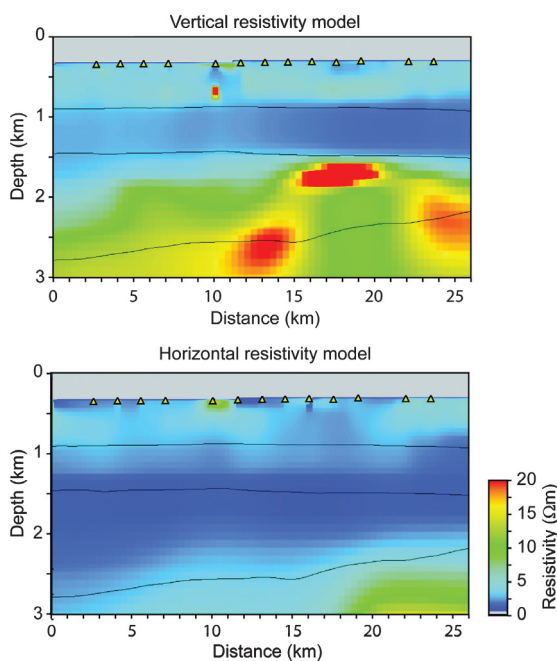 Vertical resistivity model
0
1
2
3
Depth (km)
0 5 10 15 20 25
Distance (km)
Horizontal resistivity model
0
1
2
3
Depth (km)
0 5 10 15 20 25
Distance (km)
20
15
10
5
0
Resistivity (Ωm)